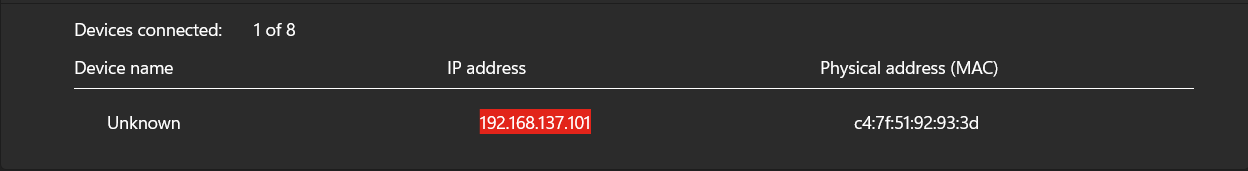 Devices connected: 1 of 8
Device name IP address Physical address (MAC)
Unknown 192.168.137.101 c4:7f:51:92:93:3d